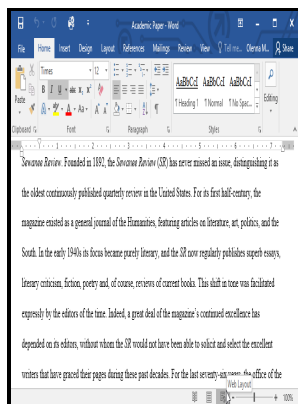 Academic Paper - Word
File Home Insert Design Layout References Mailings Review View Tell me... Olenna M... Share
Times 12
Paste B I U abc x₂ x²
AaBbCcI AaBbCcI AaBbCcI
¶ Heading 1 ¶ Normal ¶ No Spac...
Editing
Clipboard Font Paragraph Styles
Sewanee Review. Founded in 1892, the Sewanee Review (SR) has never missed an issue, distinguishing it as
the oldest continuously published quarterly review in the United States. For its first half-century, the
magazine existed as a general journal of the Humanities, featuring articles on literature, art, politics, and the
South. In the early 1940s its focus became purely literary, and the SR now regularly publishes superb essays,
literary criticism, fiction, poetry and, of course, reviews of current books. This shift in tone was facilitated
expressly by the editors of the time. Indeed, a great deal of the magazine's continued excellence has
depended on its editors, without whom the SR would not have been able to solicit and select the excellent
writers that have graced their pages during these past decades. For the last seventy-six years, the office of the
Web Layout
100%